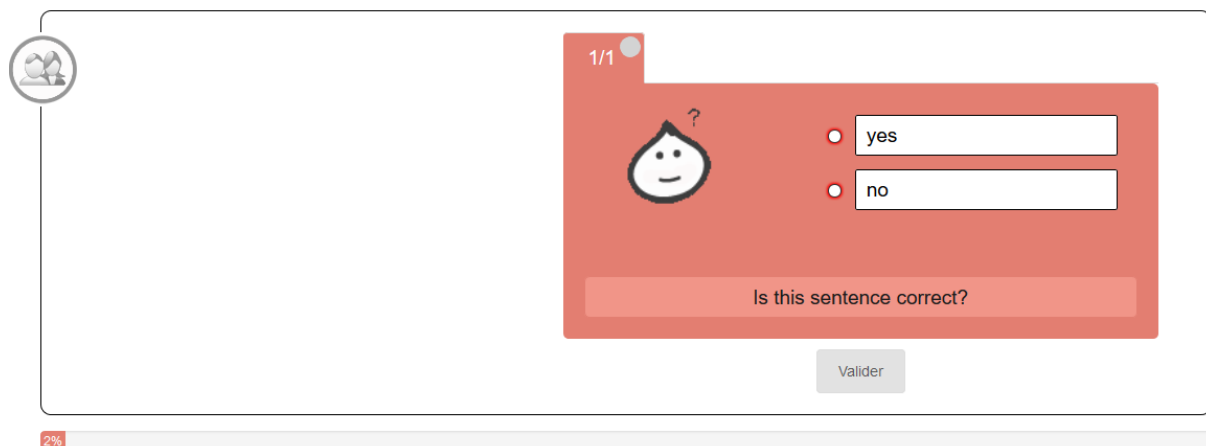 1/1
?
yes
no
Is this sentence correct?
Valider
2%